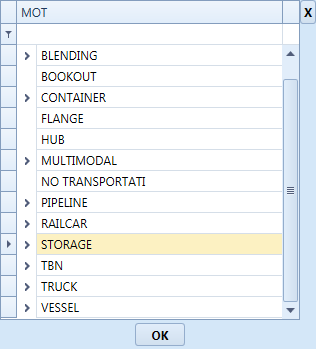 MOT
X
BLENDING
BOOKOUT
CONTAINER
FLANGE
HUB
MULTIMODAL
NO TRANSPORTATI
PIPELINE
RAILCAR
STORAGE
TBN
TRUCK
VESSEL
OK